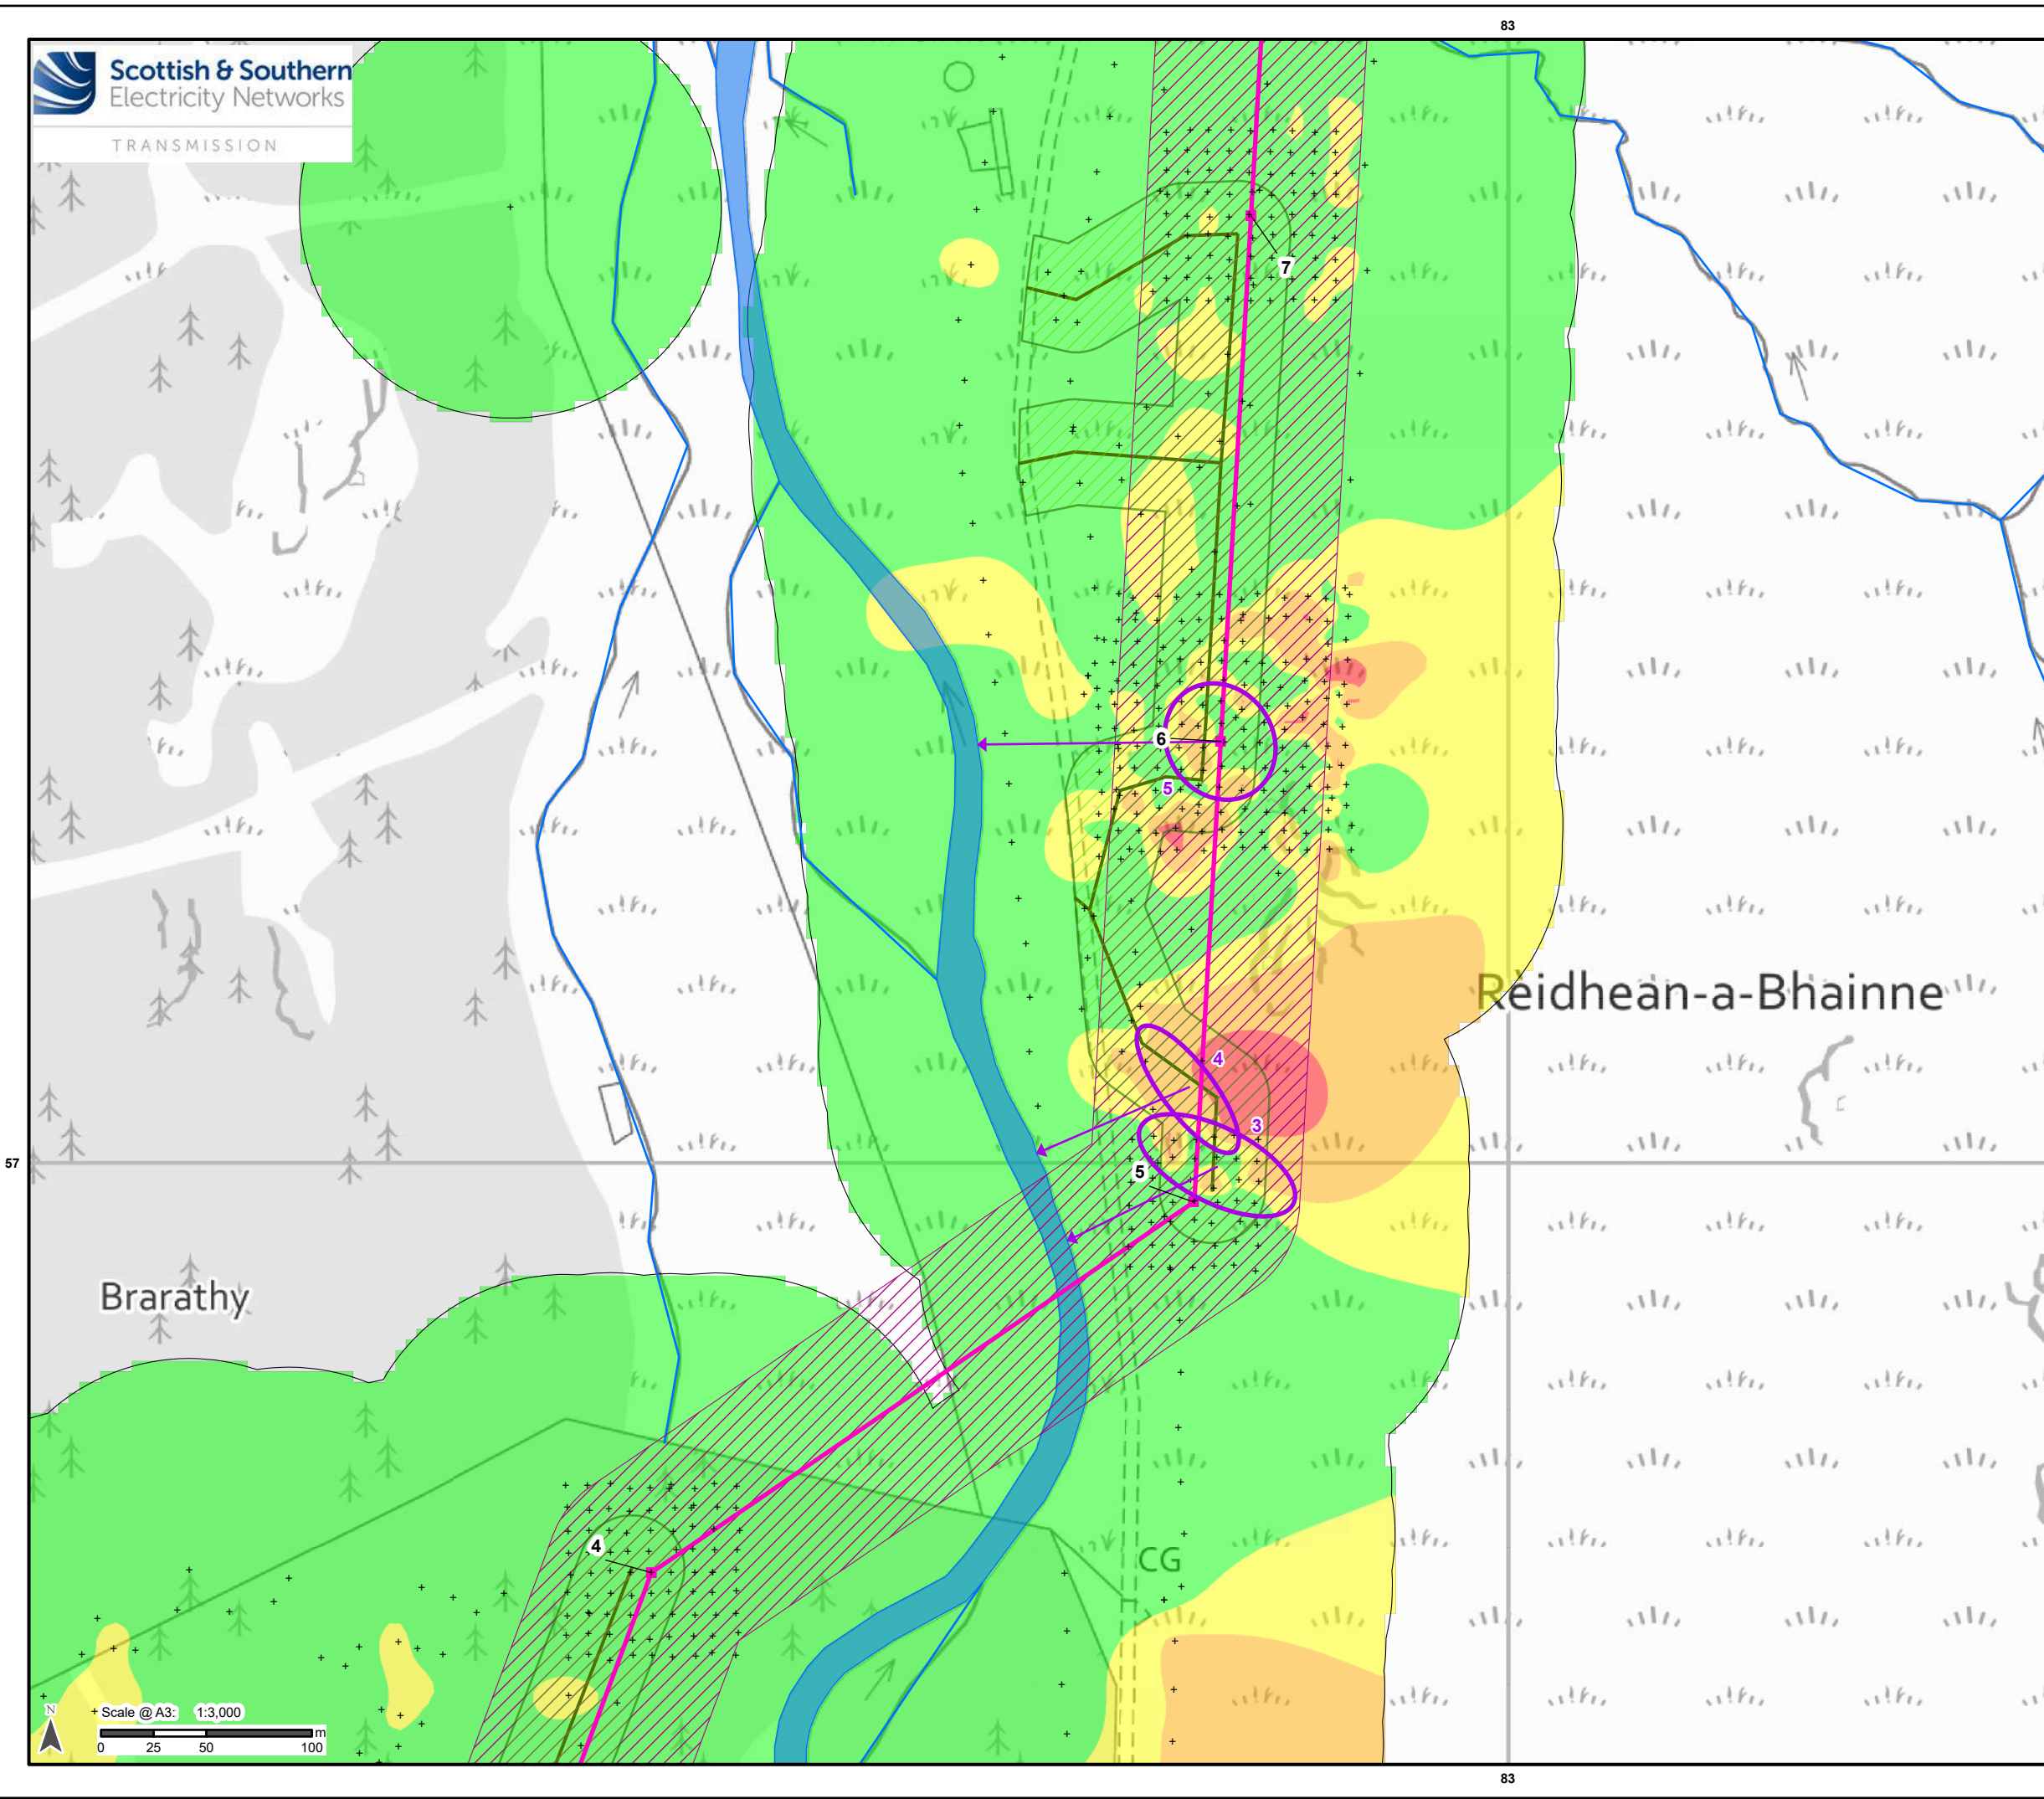 83
Scottish & Southern
Electricity Networks
TRANSMISSION
7
6
5
Rèidhean-a-Bhainne
4
3
57
5
Brarathy
4
CG
N
Scale @ A3: 1:3,000
m
0 25 50 100
83